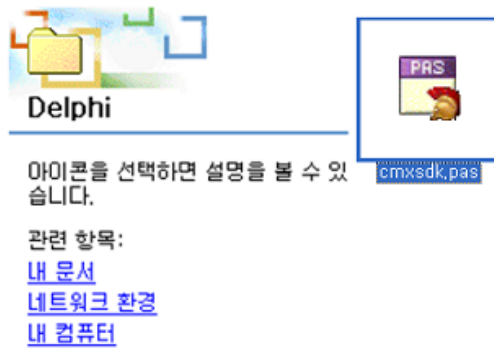 Delphi
PAS
cmxsdk.pas
아이콘을 선택하면 설명을 볼 수 있
습니다.
관련 항목:
내 문서
네트워크 환경
내 컴퓨터